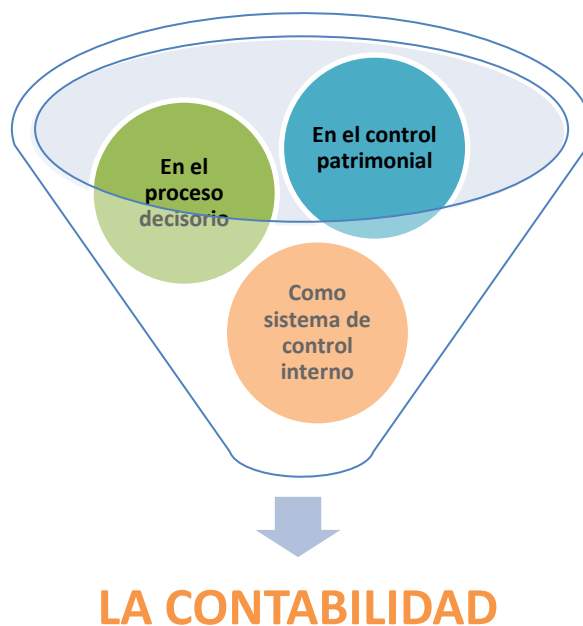 En el
proceso
decisorio
En el control
patrimonial
Como
sistema de
control
interno
LA CONTABILIDAD